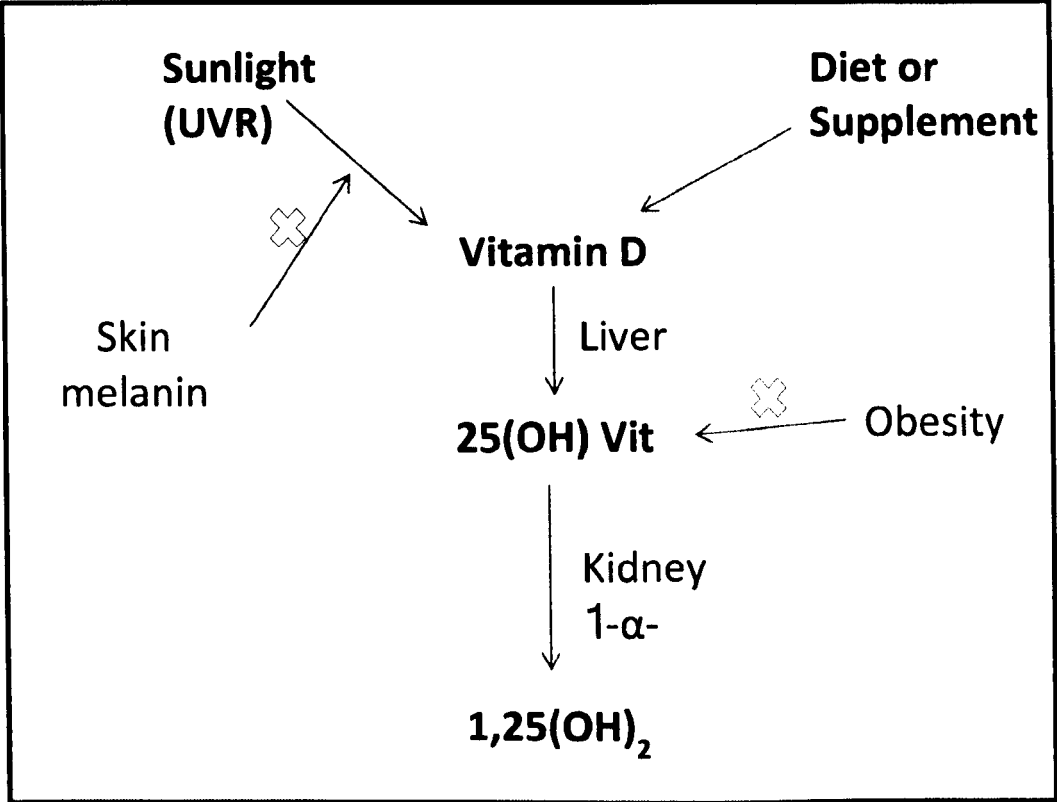 Sunlight
(UVR)
Diet or
Supplement
Vitamin D
Skin
melanin
Liver
25(OH) Vit
Obesity
Kidney
1-α-
1,25(OH)₂